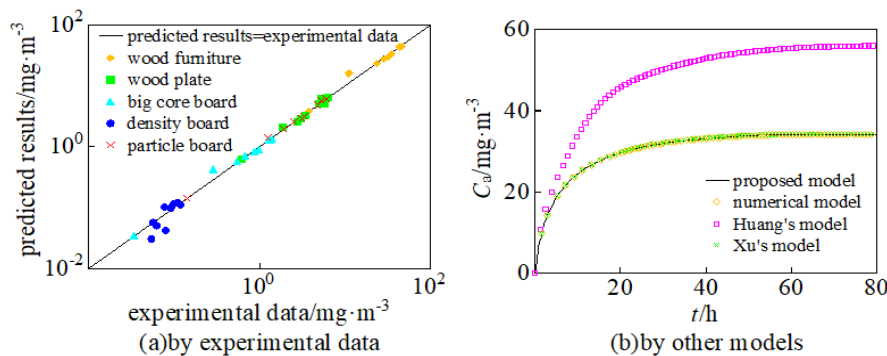 10²
predicted results=experimental data
wood furniture
wood plate
big core board
density board
particle board
10⁰
10⁻²
10⁰
10²
predicted results/mg·m⁻³
experimental data/mg·m⁻³
(a)by experimental data
60
40
20
0
20
40
60
80
Cₐ/mg·m⁻³
proposed model
numerical model
Huang's model
Xu's model
t/h
(b)by other models